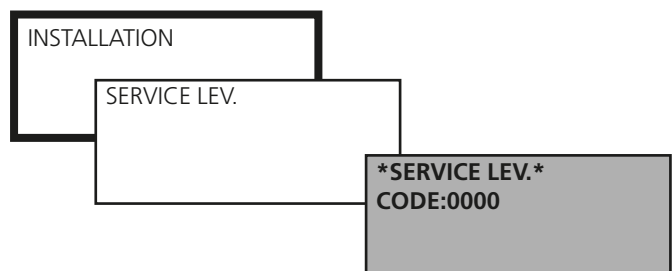 INSTALLATION
SERVICE LEV.
*SERVICE LEV.*
CODE:0000